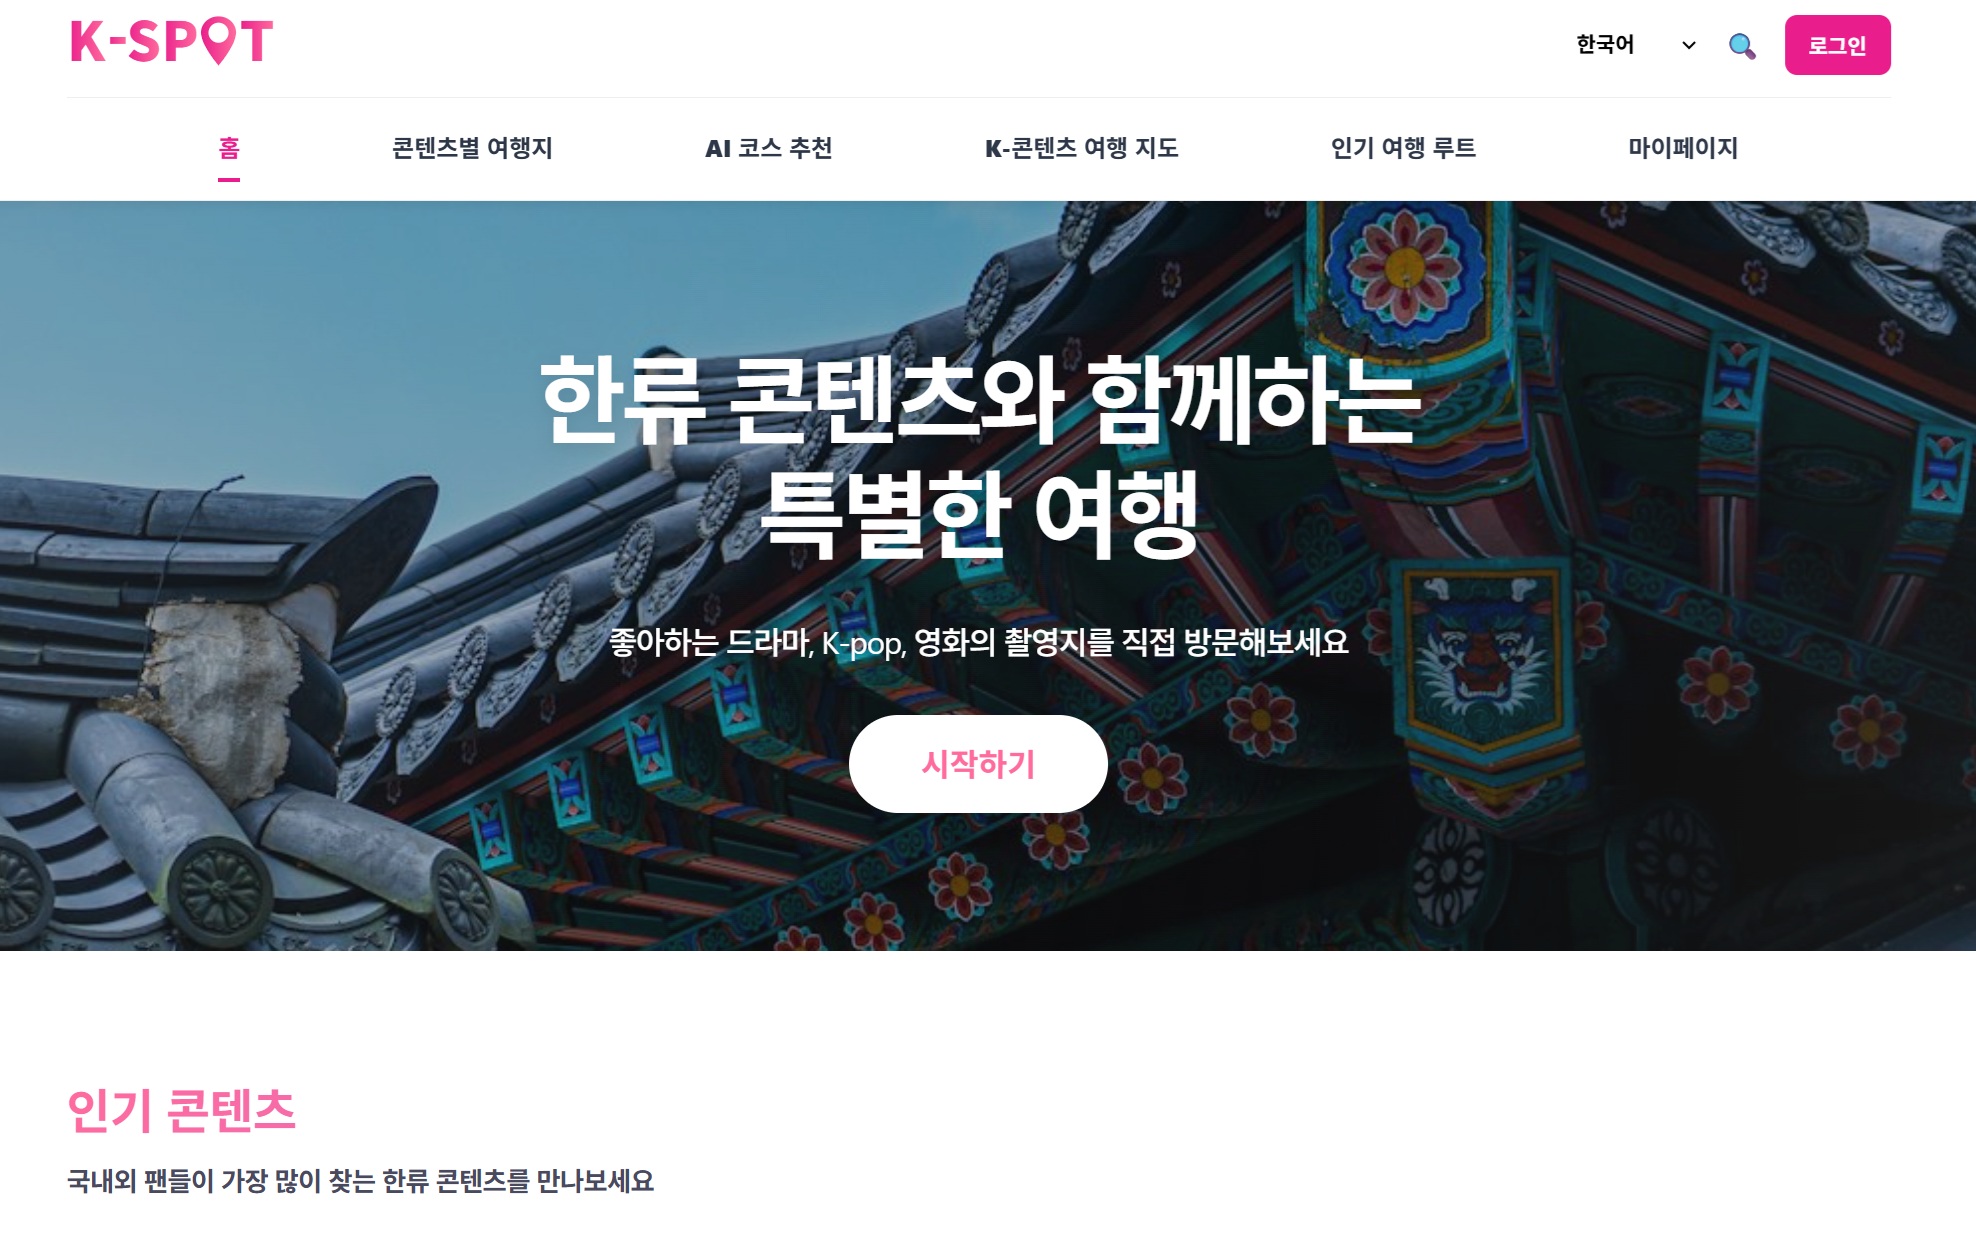 K-SPOT
한국어
로그인
홈
콘텐츠별 여행지
AI 코스 추천
K-콘텐츠 여행 지도
인기 여행 루트
마이페이지
한류 콘텐츠와 함께하는
특별한 여행
좋아하는 드라마, K-pop, 영화의 촬영지를 직접 방문해보세요
시작하기
인기 콘텐츠
국내외 팬들이 가장 많이 찾는 한류 콘텐츠를 만나보세요